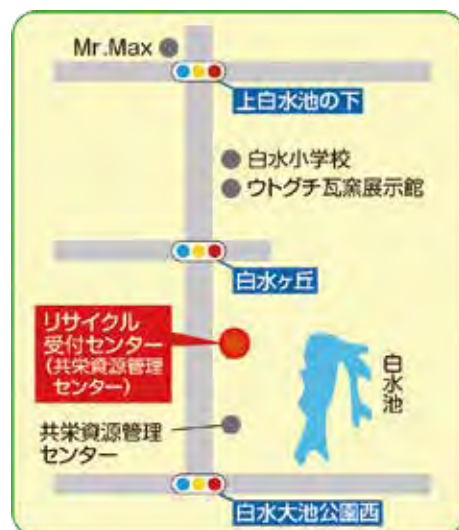 Mr.Max
上白水池の下
白水小学校
ウトグチ瓦窯展示館
白水ヶ丘
リサイクル
受付センター
(共栄資源管理
センター)
白水池
共栄資源管理
センター
白水大池公園西